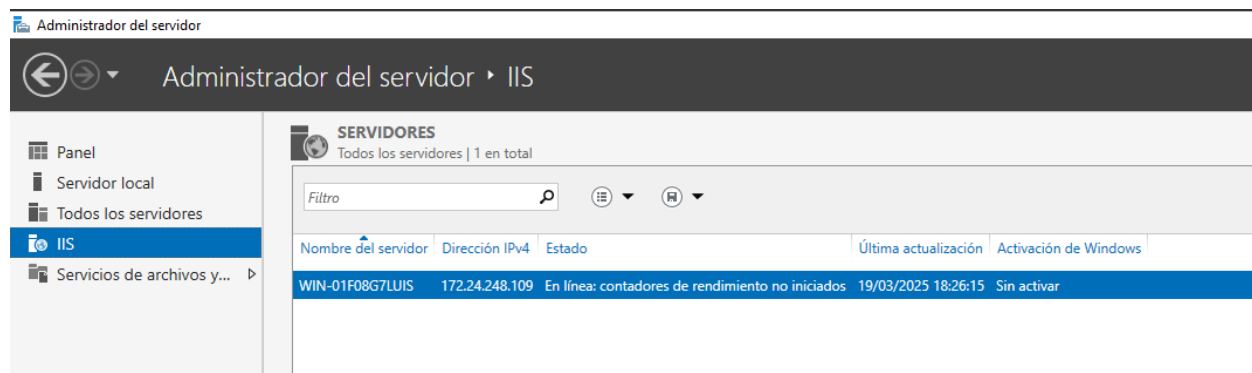 Administrador del servidor
Administrador del servidor ‣ IIS
Panel
Servidor local
Todos los servidores
IIS
Servicios de archivos y...
SERVIDORES
Todos los servidores | 1 en total
Filtro
Nombre del servidor Dirección IPv4 Estado Última actualización Activación de Windows
WIN-01F08G7LUIS 172.24.248.109 En línea: contadores de rendimiento no iniciados 19/03/2025 18:26:15 Sin activar